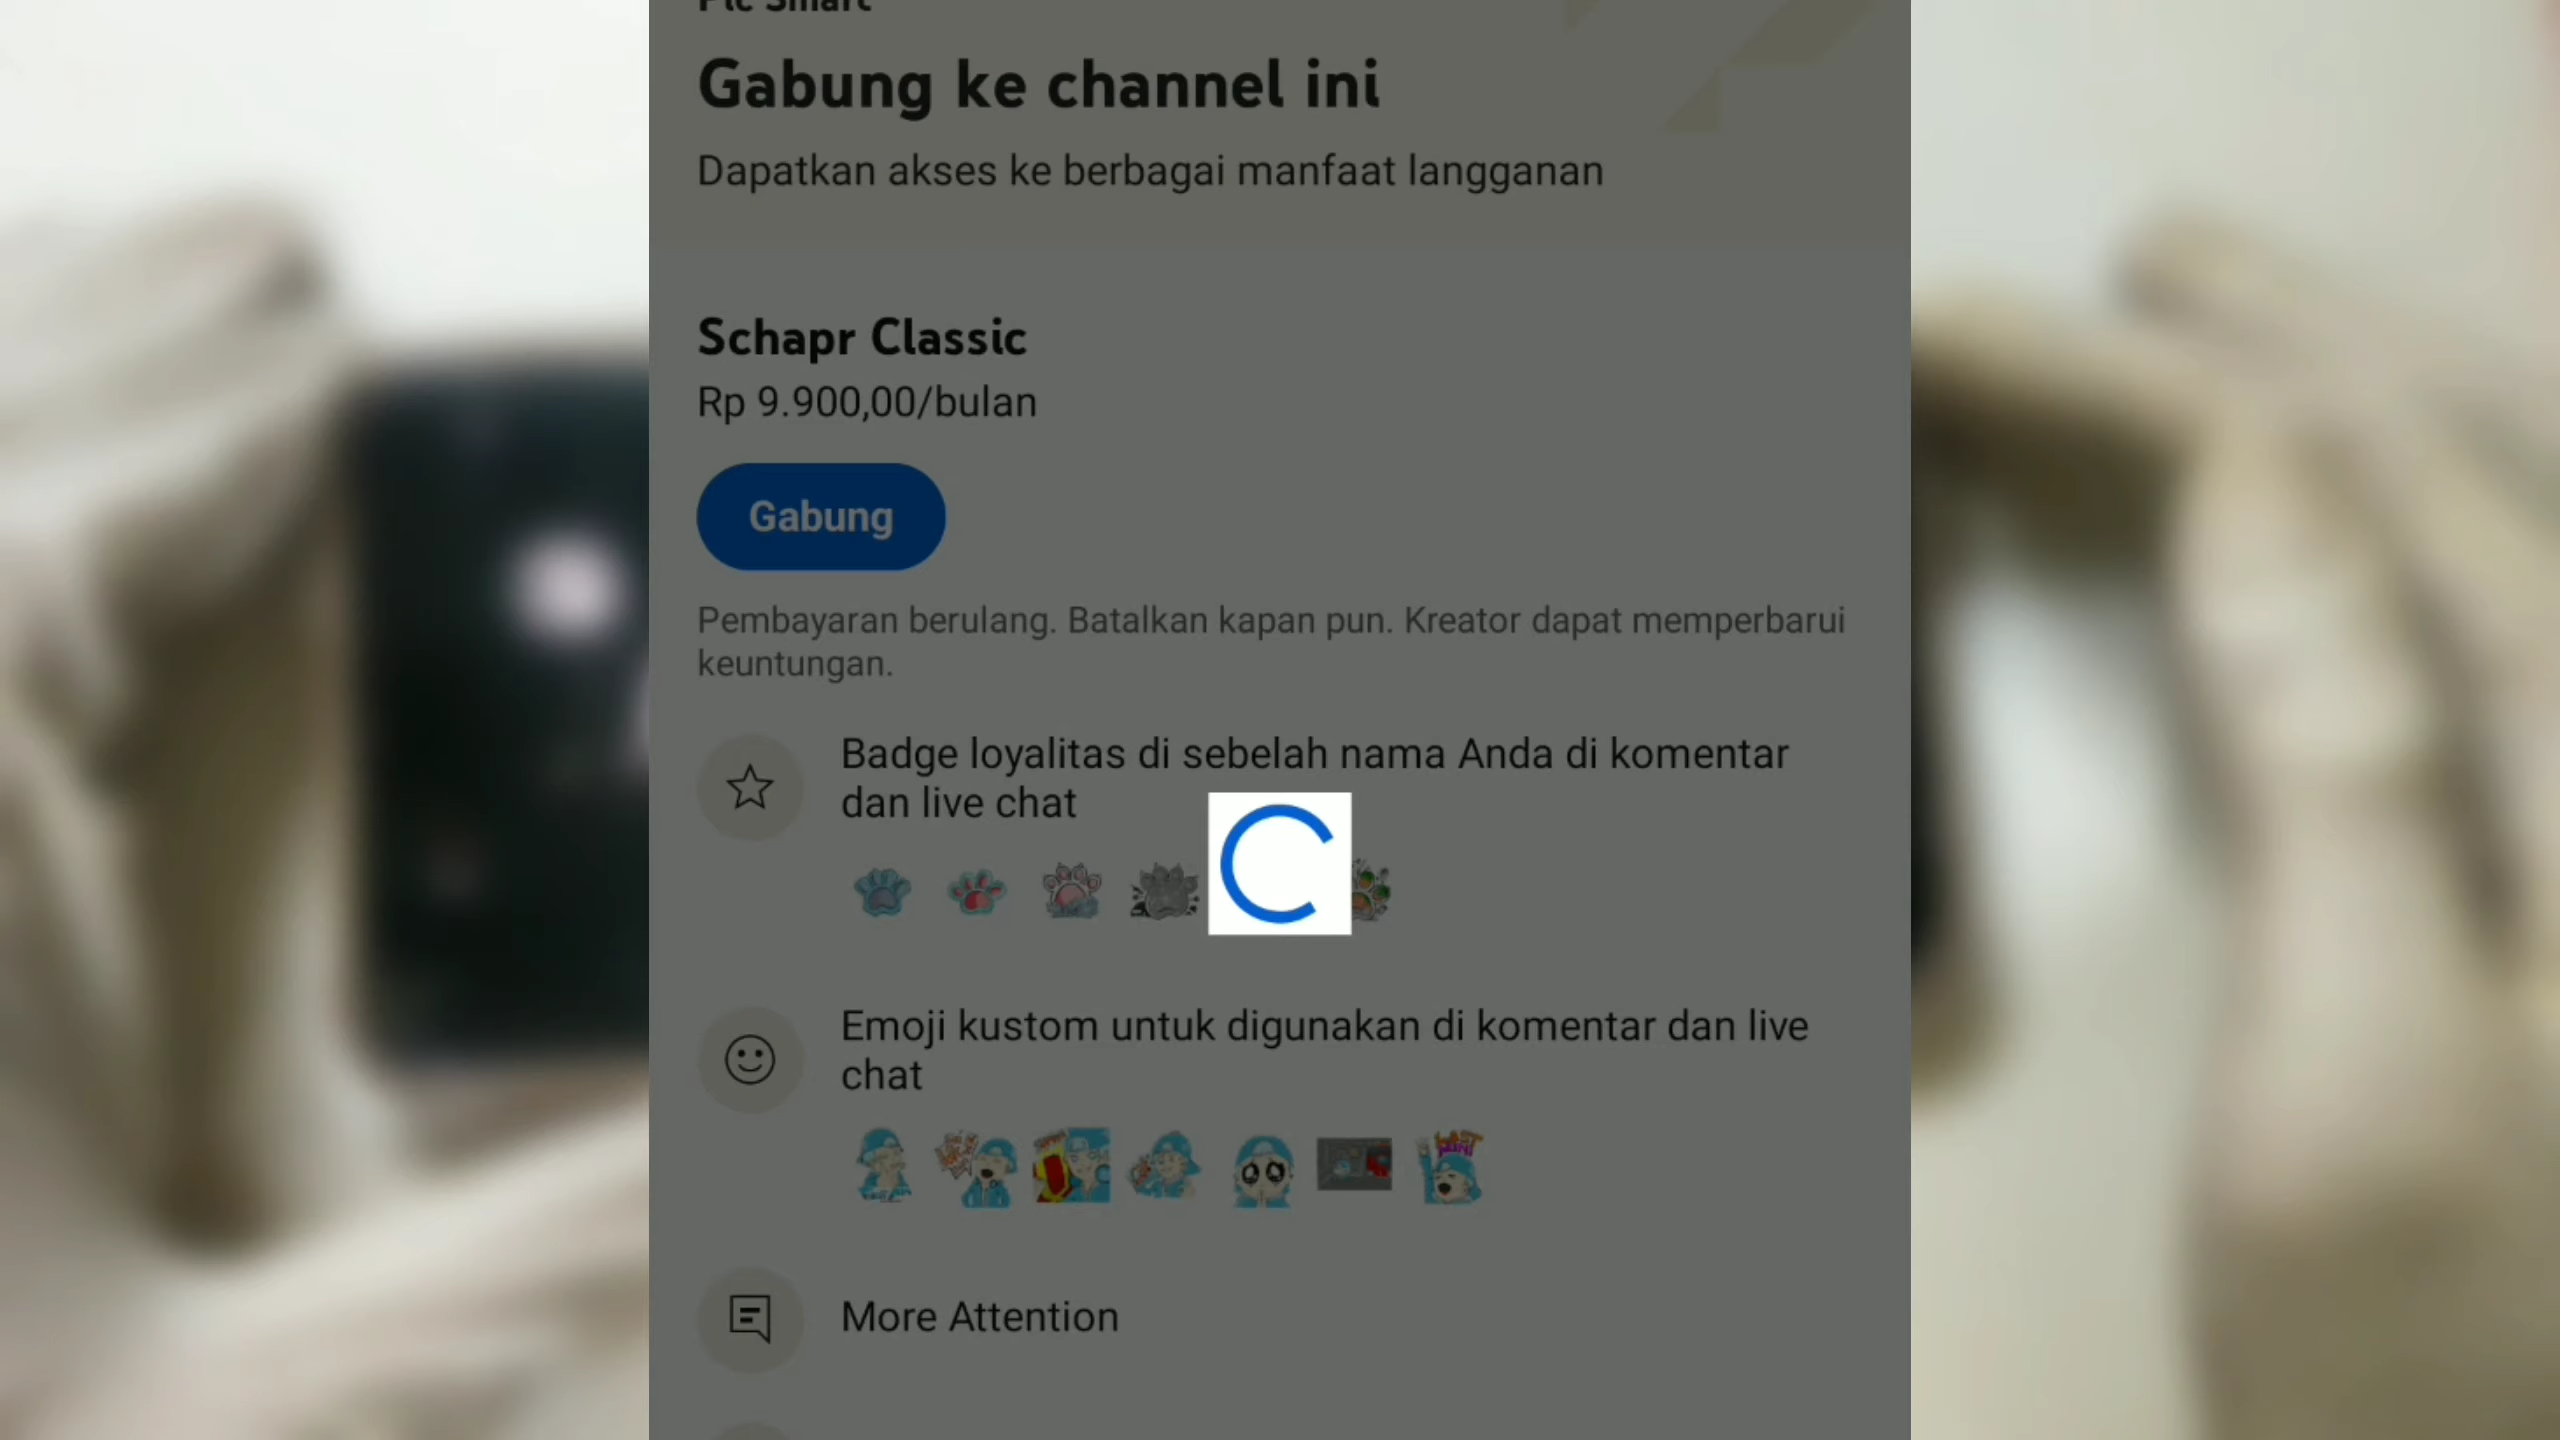 Plc Smart
Gabung ke channel ini
Dapatkan akses ke berbagai manfaat langganan
Schapr Classic
Rp 9.900,00/bulan
Gabung
Pembayaran berulang. Batalkan kapan pun. Kreator dapat memperbarui
keuntungan.
Badge loyalitas di sebelah nama Anda di komentar
dan live chat
Emoji kustom untuk digunakan di komentar dan live
chat
More Attention